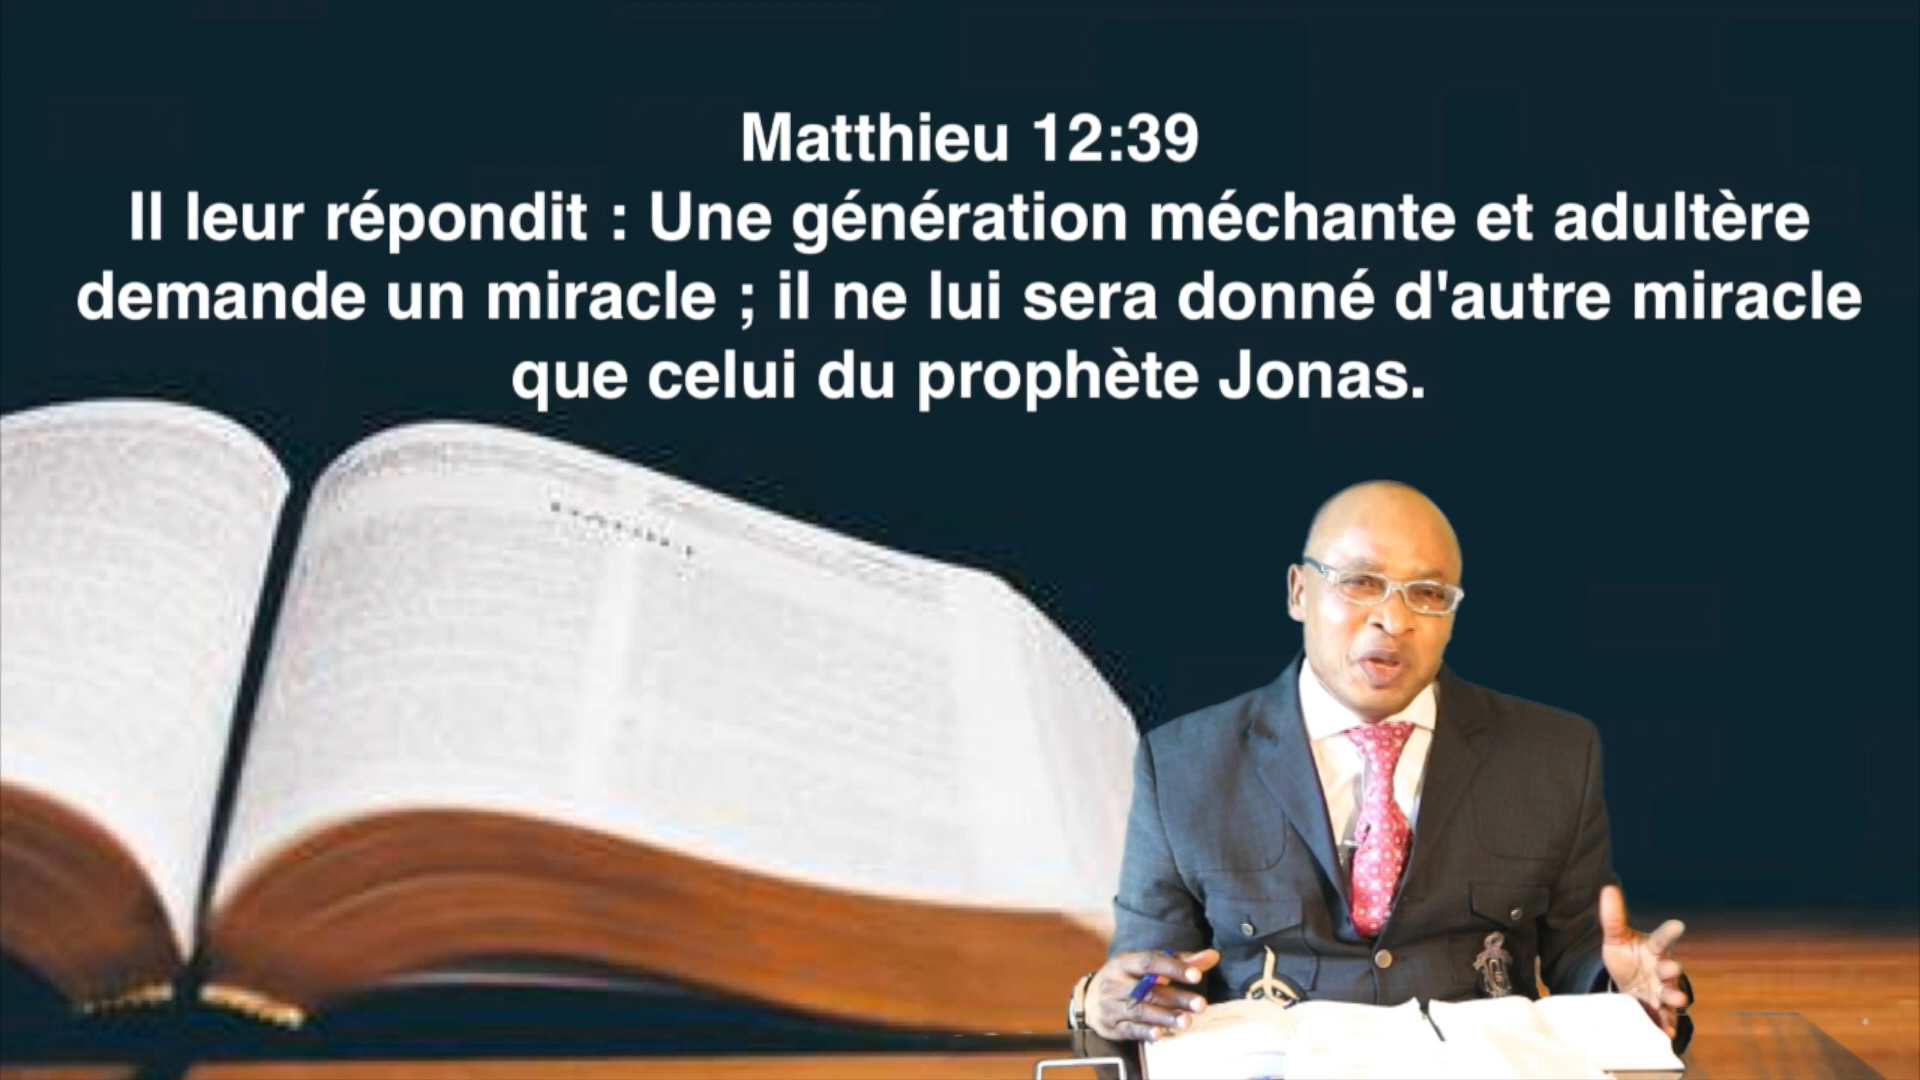 Matthieu 12:39
Il leur répondit : Une génération méchante et adultère
demande un miracle ; il ne lui sera donné d'autre miracle
que celui du prophète Jonas.